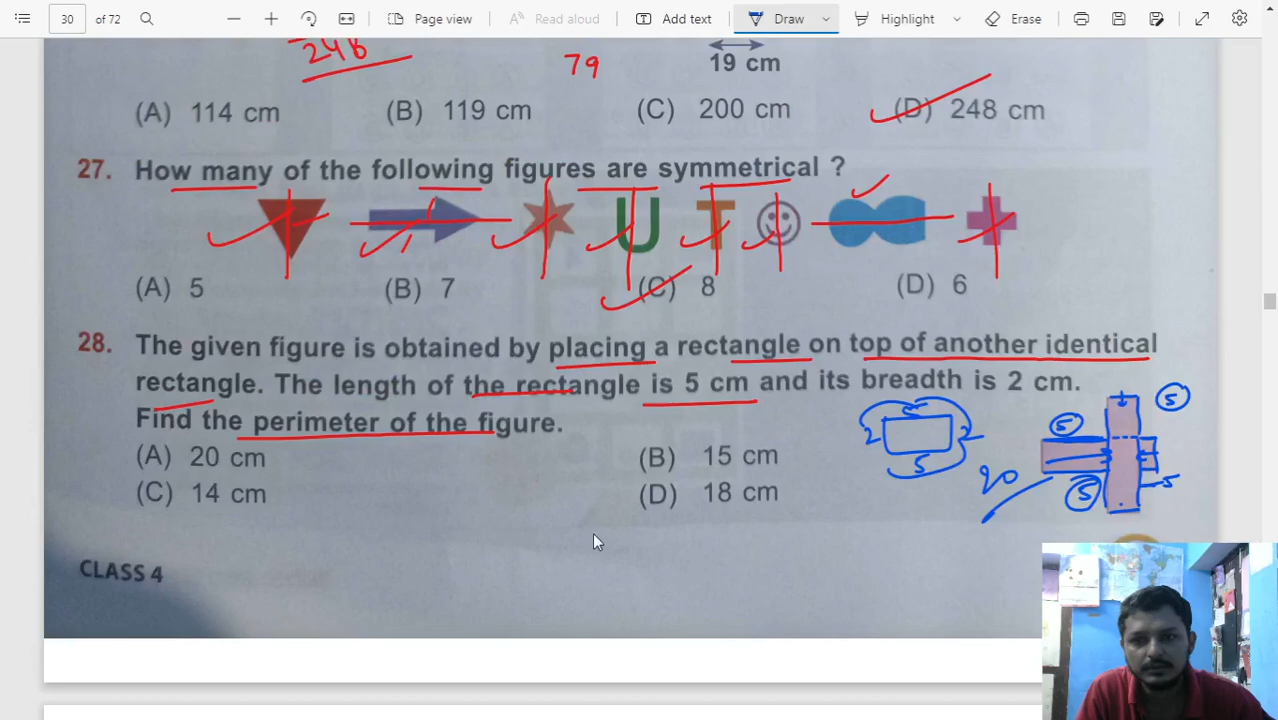 30 of 72 Page view Read aloud Add text Draw Highlight Erase
248
79
19 cm
(A) 114 cm (B) 119 cm (C) 200 cm (D) 248 cm
27. How many of the following figures are symmetrical ?
U T
(A) 5 (B) 7 (C) 8 (D) 6
28. The given figure is obtained by placing a rectangle on top of another identical
rectangle. The length of the rectangle is 5 cm and its breadth is 2 cm.
Find the perimeter of the figure.
5
5
2 2
5
5
5
20
(A) 20 cm (B) 15 cm
(C) 14 cm (D) 18 cm
CLASS 4